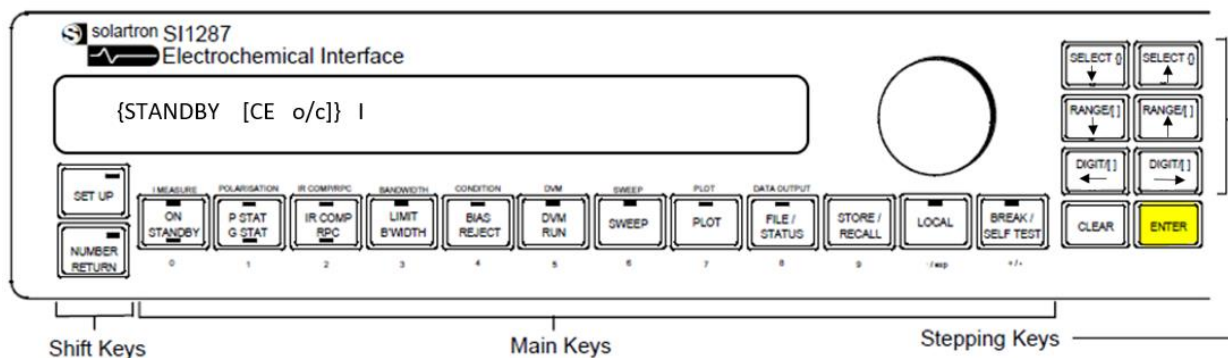 solartron SI1287
Electrochemical Interface
{STANDBY [CE o/c]} I
SELECT {} SELECT {}
RANGE/[ ] RANGE/[ ]
DIGIT/[ ] DIGIT/[ ]
CLEAR ENTER
SET UP
NUMBER
RETURN
I MEASURE POLARISATION IR COMP/RPC BANDWIDTH CONDITION DVM SWEEP PLOT DATA OUTPUT
ON P STAT IR COMP LIMIT BIAS DVM SWEEP PLOT FILE / STORE / LOCAL BREAK /
STANDBY G STAT RPC B'WIDTH REJECT RUN STATUS RECALL SELF TEST
0 1 2 3 4 5 6 7 8 9 - / exp + / -
Shift Keys Main Keys Stepping Keys